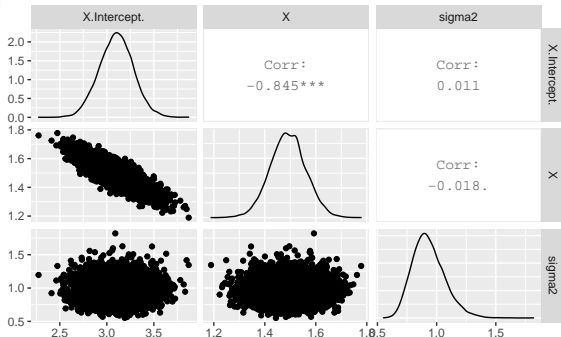 X.Intercept. X sigma2
2.0
1.5
1.0
0.5
0.0
Corr:
-0.845***
Corr:
0.011
X.Intercept.
1.8
1.6
1.4
1.2
Corr:
-0.018.
X
1.5
1.0
0.5
sigma2
2.5 3.0 3.5 1.2 1.4 1.6 1.8 0.5 1.0 1.5